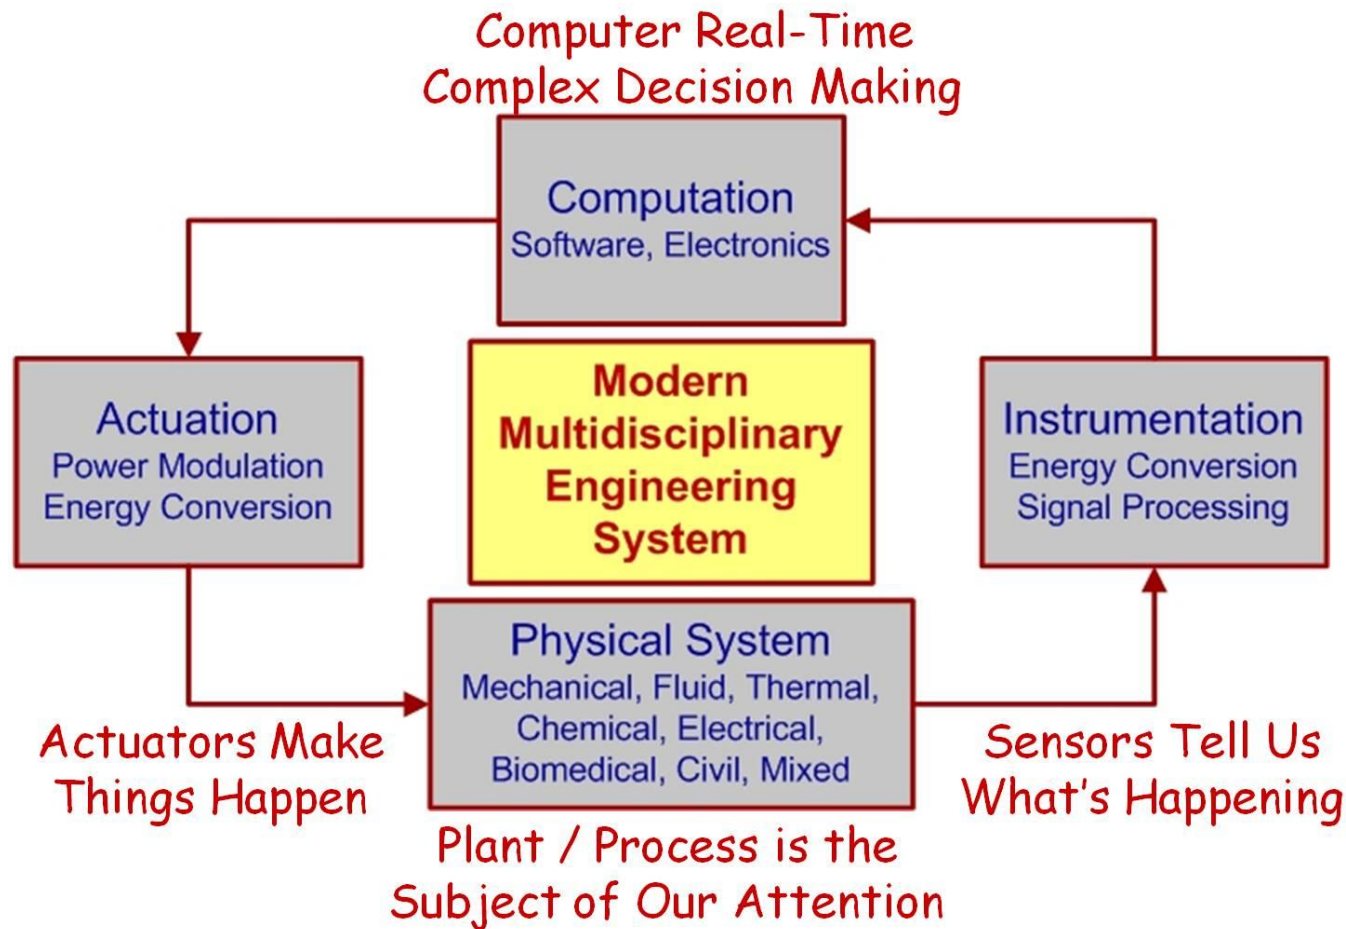 Computer Real-Time
Complex Decision Making
Computation
Software, Electronics
Actuation
Power Modulation
Energy Conversion
Modern
Multidisciplinary
Engineering
System
Instrumentation
Energy Conversion
Signal Processing
Physical System
Mechanical, Fluid, Thermal,
Chemical, Electrical,
Biomedical, Civil, Mixed
Actuators Make
Things Happen
Sensors Tell Us
What's Happening
Plant / Process is the
Subject of Our Attention